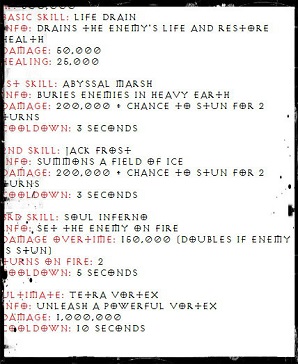 BASIC SKILL: LIFE DRAIN
INFO: DRAINS THE ENEMY'S LIFE AND RESTORE
HEALTH
DAMAGE: 50,000
HEALING: 25,000
1ST SKILL: ABYSSAL MARSH
INFO: BURIES ENEMIES IN HEAVY EARTH
DAMAGE: 200,000 + CHANCE TO STUN FOR 2
TURNS
COOLDOWN: 3 SECONDS
2ND SKILL: JACK FROST
INFO: SUMMONS A FIELD OF ICE
DAMAGE: 200,000 + CHANCE TO STUN FOR 2
TURNS
COOLDOWN: 3 SECONDS
3RD SKILL: SOUL INFERNO
INFO: SET THE ENEMY ON FIRE
DAMAGE OVERTIME: 150,000 (DOUBLES IF ENEMY
IS STUN)
TURNS ON FIRE: 2
COOLDOWN: 5 SECONDS
ULTIMATE: TETRA VORTEX
INFO: UNLEASH A POWERFUL VORTEX
DAMAGE: 1,000,000
COOLDOWN: 10 SECONDS